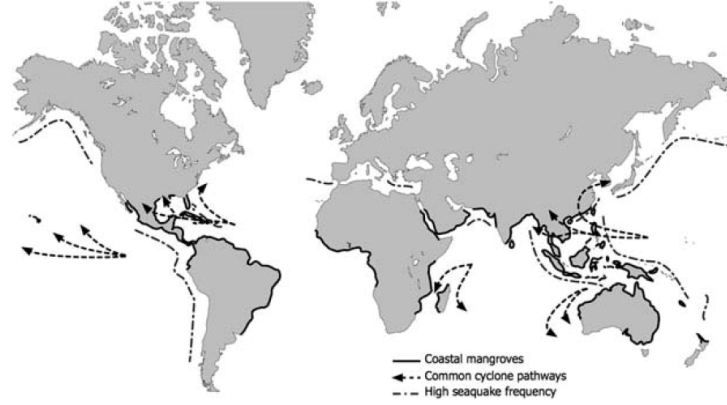 Coastal mangroves
Common cyclone pathways
High seaquake frequency